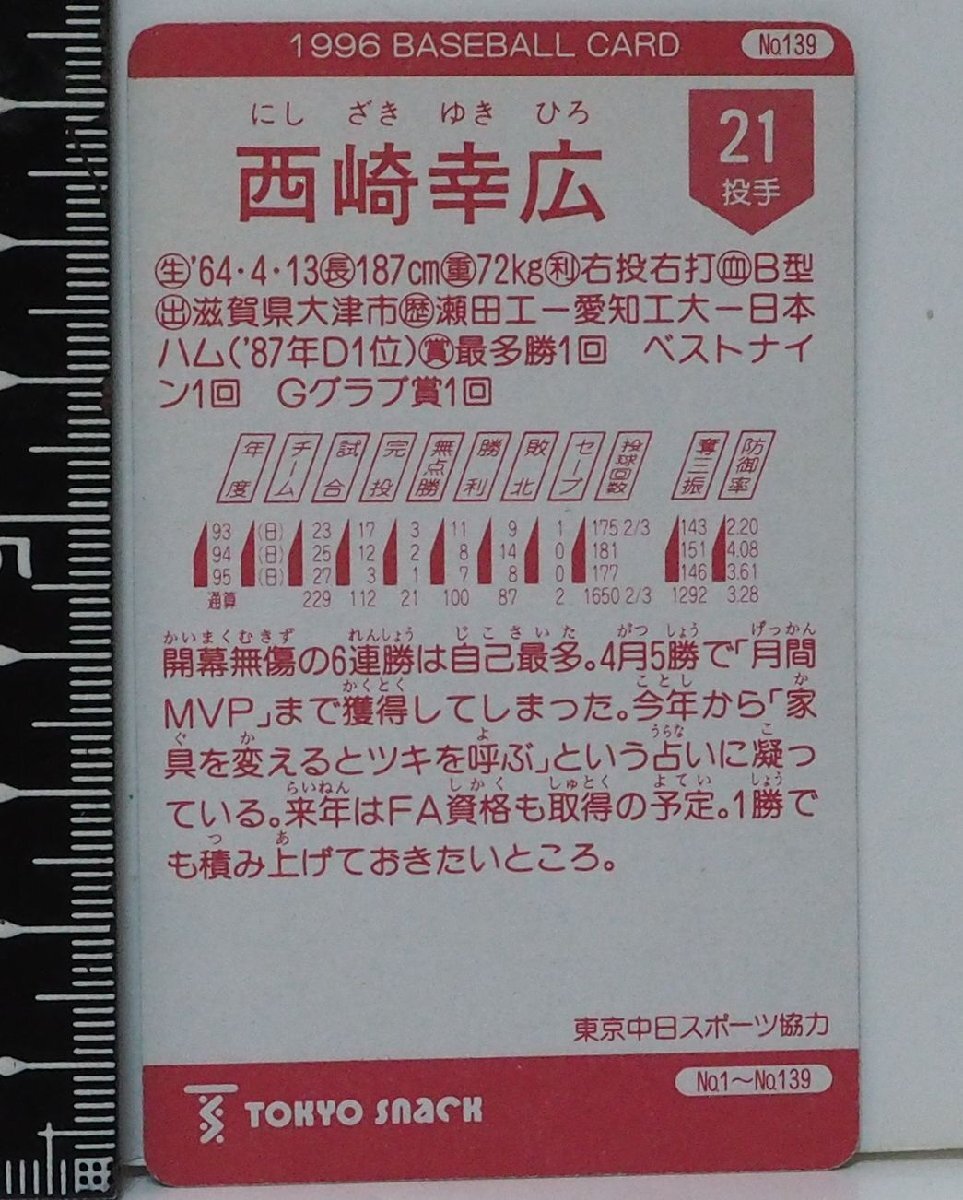 1996 BASEBALL CARD No.139
にし ざき ゆき ひろ
西崎幸広
21
投手
生'64・4・13長187cm重72kg利右投右打血B型
出滋賀県大津市歴瀬田工ー愛知工大ー日本
ハム('87年D1位)賞最多勝1回 ベストナイ
ン1回 Gグラブ賞1回
年度 チーム 試合 完投 無点勝 勝利 敗北 セーブ 投球回数 奪三振 防御率
93 (日) 23 17 3 11 9 1 175 2/3 143 2.20
94 (日) 25 12 2 8 14 0 181 151 4.08
95 (日) 27 3 1 7 8 0 177 146 3.61
通算 229 112 21 100 87 2 1650 2/3 1292 3.28
かいまくむきず れんしょう じこさいた がつ しょう げっかん
開幕無傷の6連勝は自己最多。4月5勝で「月間
かくとく ことし か
MVP」まで獲得してしまった。今年から「家
ぐ か よ うらな こ
具を変えるとツキを呼ぶ」という占いに凝っ
らいねん しかく しゅとく よてい しょう
ている。来年はFA資格も取得の予定。1勝で
つ あ
も積み上げておきたいところ。
東京中日スポーツ協力
No.1〜No.139
TOKYO SNACK